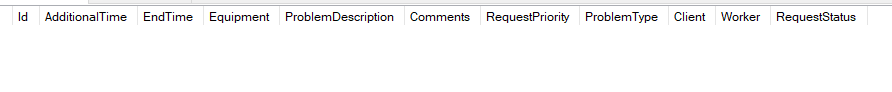 Id AdditionalTime EndTime Equipment ProblemDescription Comments RequestPriority ProblemType Client Worker RequestStatus